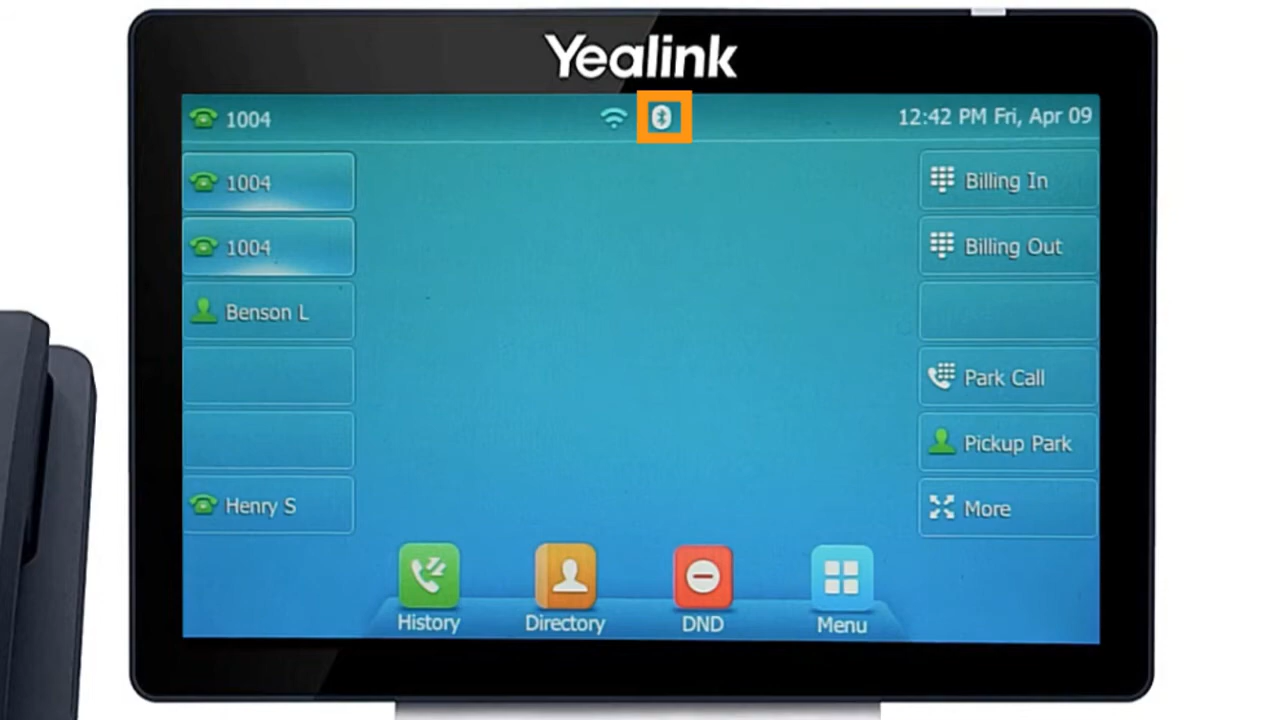 Yealink
1004
12:42 PM Fri, Apr 09
1004
1004
Benson L
Henry S
Billing In
Billing Out
Park Call
Pickup Park
More
History
Directory
DND
Menu